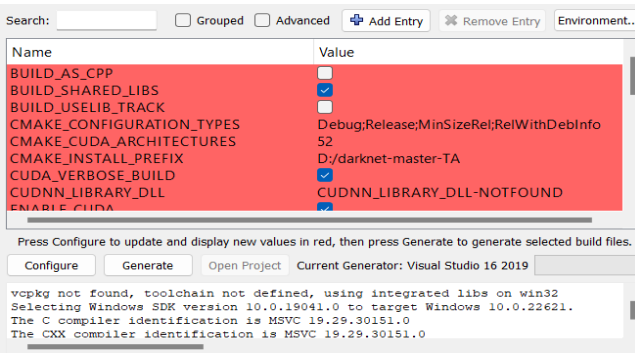 Search: Grouped Advanced Add Entry Remove Entry Environment..
Name Value
BUILD_AS_CPP
BUILD_SHARED_LIBS
BUILD_USELIB_TRACK
CMAKE_CONFIGURATION_TYPES Debug;Release;MinSizeRel;RelWithDebInfo
CMAKE_CUDA_ARCHITECTURES 52
CMAKE_INSTALL_PREFIX D:/darknet-master-TA
CUDA_VERBOSE_BUILD
CUDNN_LIBRARY_DLL CUDNN_LIBRARY_DLL-NOTFOUND
ENABLE_CUDA
Press Configure to update and display new values in red, then press Generate to generate selected build files.
Configure Generate Open Project Current Generator: Visual Studio 16 2019
vcpkg not found, toolchain not defined, using integrated libs on win32
Selecting Windows SDK version 10.0.19041.0 to target Windows 10.0.22621.
The C compiler identification is MSVC 19.29.30151.0
The CXX compiler identification is MSVC 19.29.30151.0